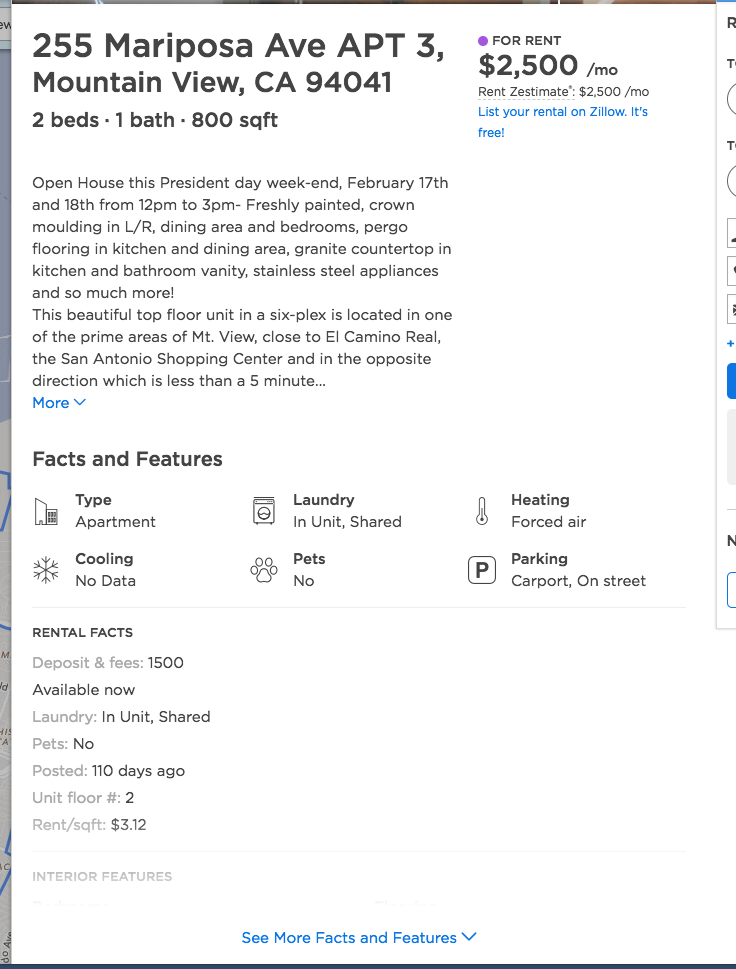 255 Mariposa Ave APT 3,
Mountain View, CA 94041
2 beds · 1 bath · 800 sqft
FOR RENT
$2,500 /mo
Rent Zestimate®: $2,500 /mo
List your rental on Zillow. It's
free!
Open House this President day week-end, February 17th
and 18th from 12pm to 3pm- Freshly painted, crown
moulding in L/R, dining area and bedrooms, pergo
flooring in kitchen and dining area, granite countertop in
kitchen and bathroom vanity, stainless steel appliances
and so much more!
This beautiful top floor unit in a six-plex is located in one
of the prime areas of Mt. View, close to El Camino Real,
the San Antonio Shopping Center and in the opposite
direction which is less than a 5 minute...
More
Facts and Features
Type
Apartment
Laundry
In Unit, Shared
Heating
Forced air
Cooling
No Data
Pets
No
P
Parking
Carport, On street
RENTAL FACTS
Deposit & fees: 1500
Available now
Laundry: In Unit, Shared
Pets: No
Posted: 110 days ago
Unit floor #: 2
Rent/sqft: $3.12
INTERIOR FEATURES
See More Facts and Features